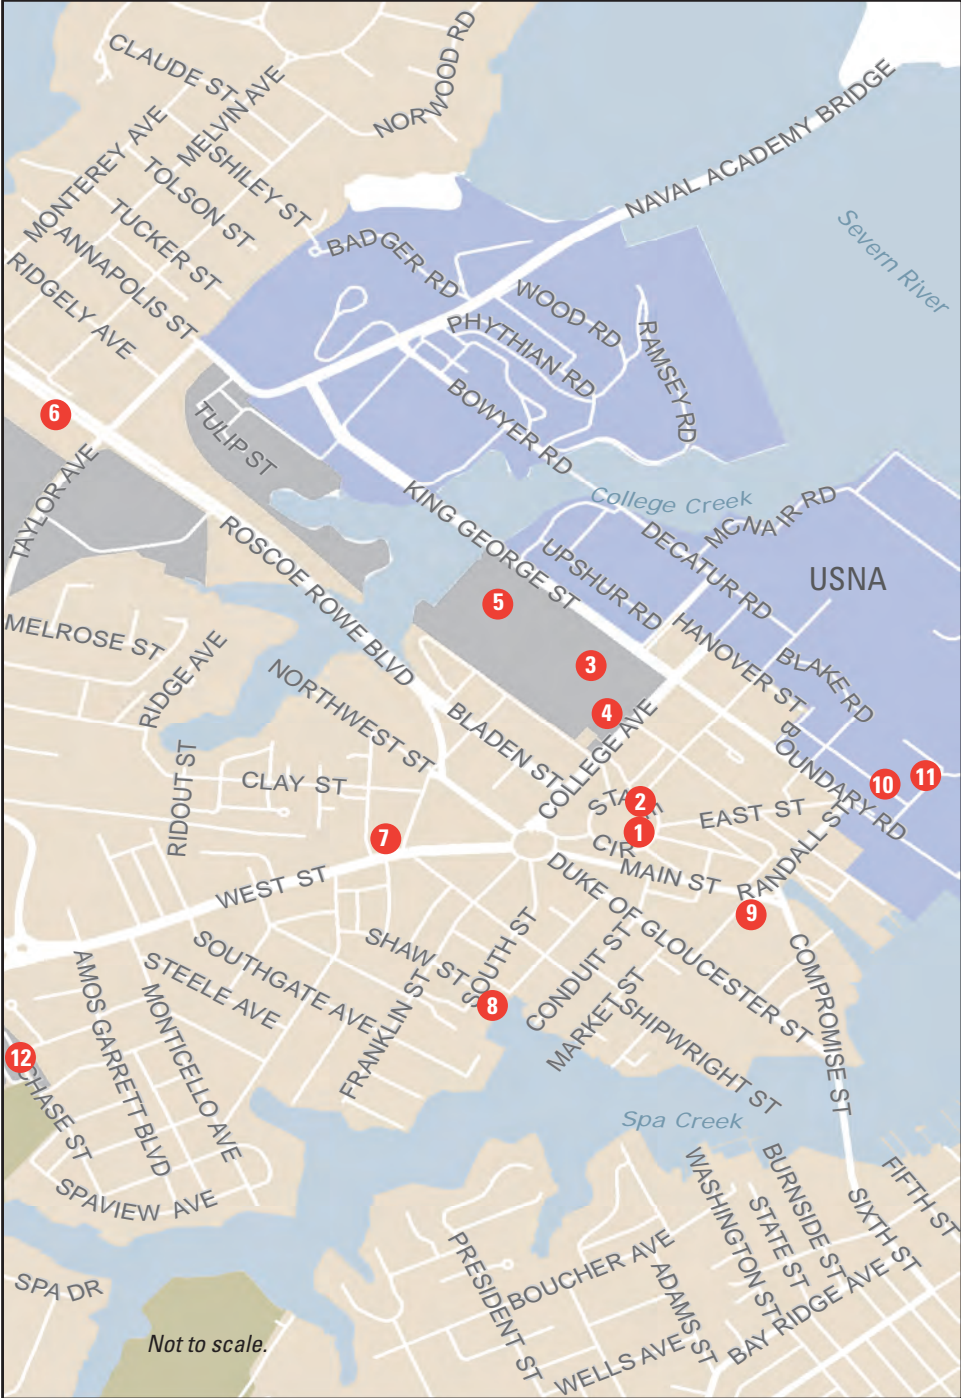 CLAUDE ST
NORWOOD RD
MELVIN AVE
MONTEREY AVE
SHILEY ST
TOLSON ST
TUCKER ST
ANNAPOLIS ST
RIDGELY AVE
NAVAL ACADEMY BRIDGE
Severn River
BADGER RD
WOOD RD
PHYTHIAN RD
RAMSEY RD
BOWYER RD
6
TULIP ST
TAYLOR AVE
KING GEORGE ST
College Creek
MCNAIR RD
DECATUR RD
UPSHUR RD
USNA
ROSCOE ROWE BLVD
5
HANOVER ST
BLAKE RD
MELROSE ST
RIDGE AVE
3
4
NORTHWEST ST
BLADEN ST
COLLEGE AVE
BOUNDARY RD
RIDOUT ST
CLAY ST
STATE
CIR
2
1
EAST ST
10
11
7
WEST ST
MAIN ST
RANDALL ST
9
DUKE OF GLOUCESTER ST
SHAW ST
SOUTH ST
8
CONDUIT ST
MARKET ST
SHIPWRIGHT ST
COMPROMISE ST
SOUTHGATE AVE
STEELE AVE
FRANKLIN ST
AMOS GARRETT BLVD
MONTICELLO AVE
12
CHASE ST
SPAVIEW AVE
Spa Creek
SPA DR
Not to scale.
PRESIDENT ST
BOUCHER AVE
WASHINGTON ST
STATE ST
BURNSIDE ST
SIXTH ST
FIFTH ST
ADAMS ST
WELLS AVE
BAY RIDGE AVE